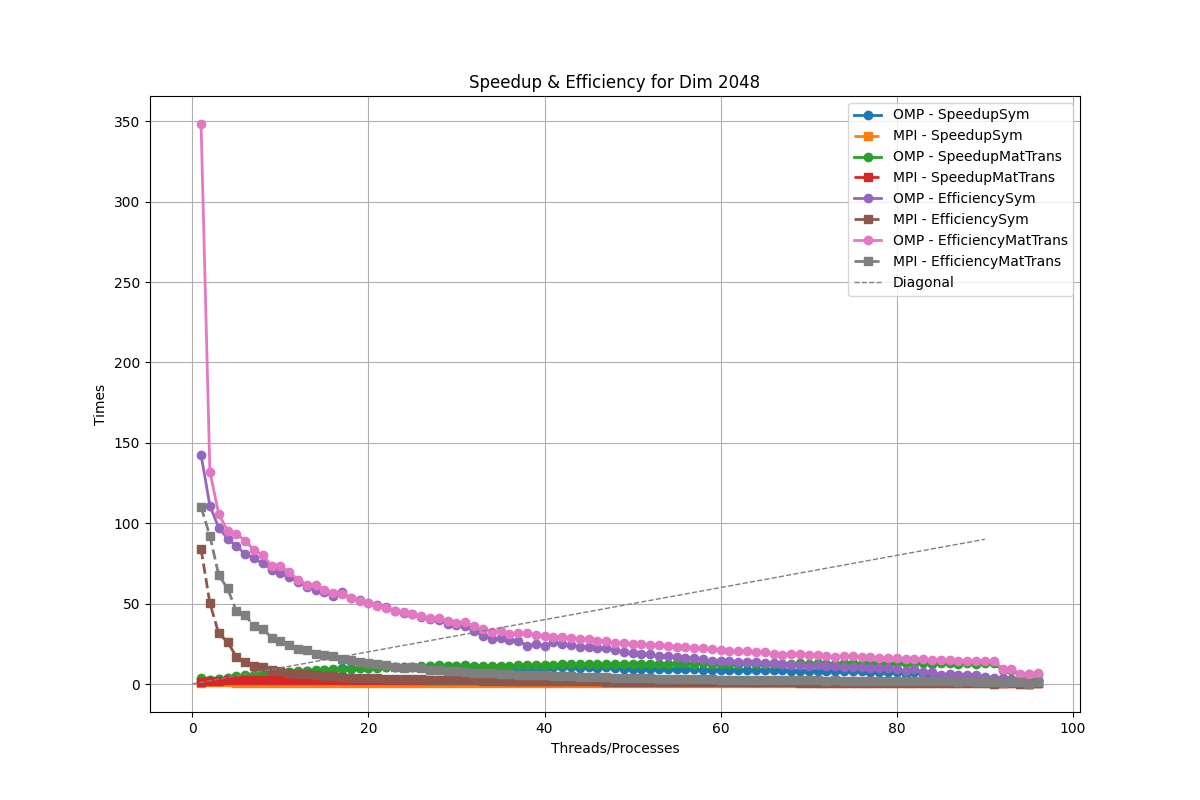 Speedup & Efficiency for Dim 2048
OMP - SpeedupSym
MPI - SpeedupSym
OMP - SpeedupMatTrans
MPI - SpeedupMatTrans
OMP - EfficiencySym
MPI - EfficiencySym
OMP - EfficiencyMatTrans
MPI - EfficiencyMatTrans
Diagonal
350
300
250
200
150
100
50
0
Times
0 20 40 60 80 100
Threads/Processes